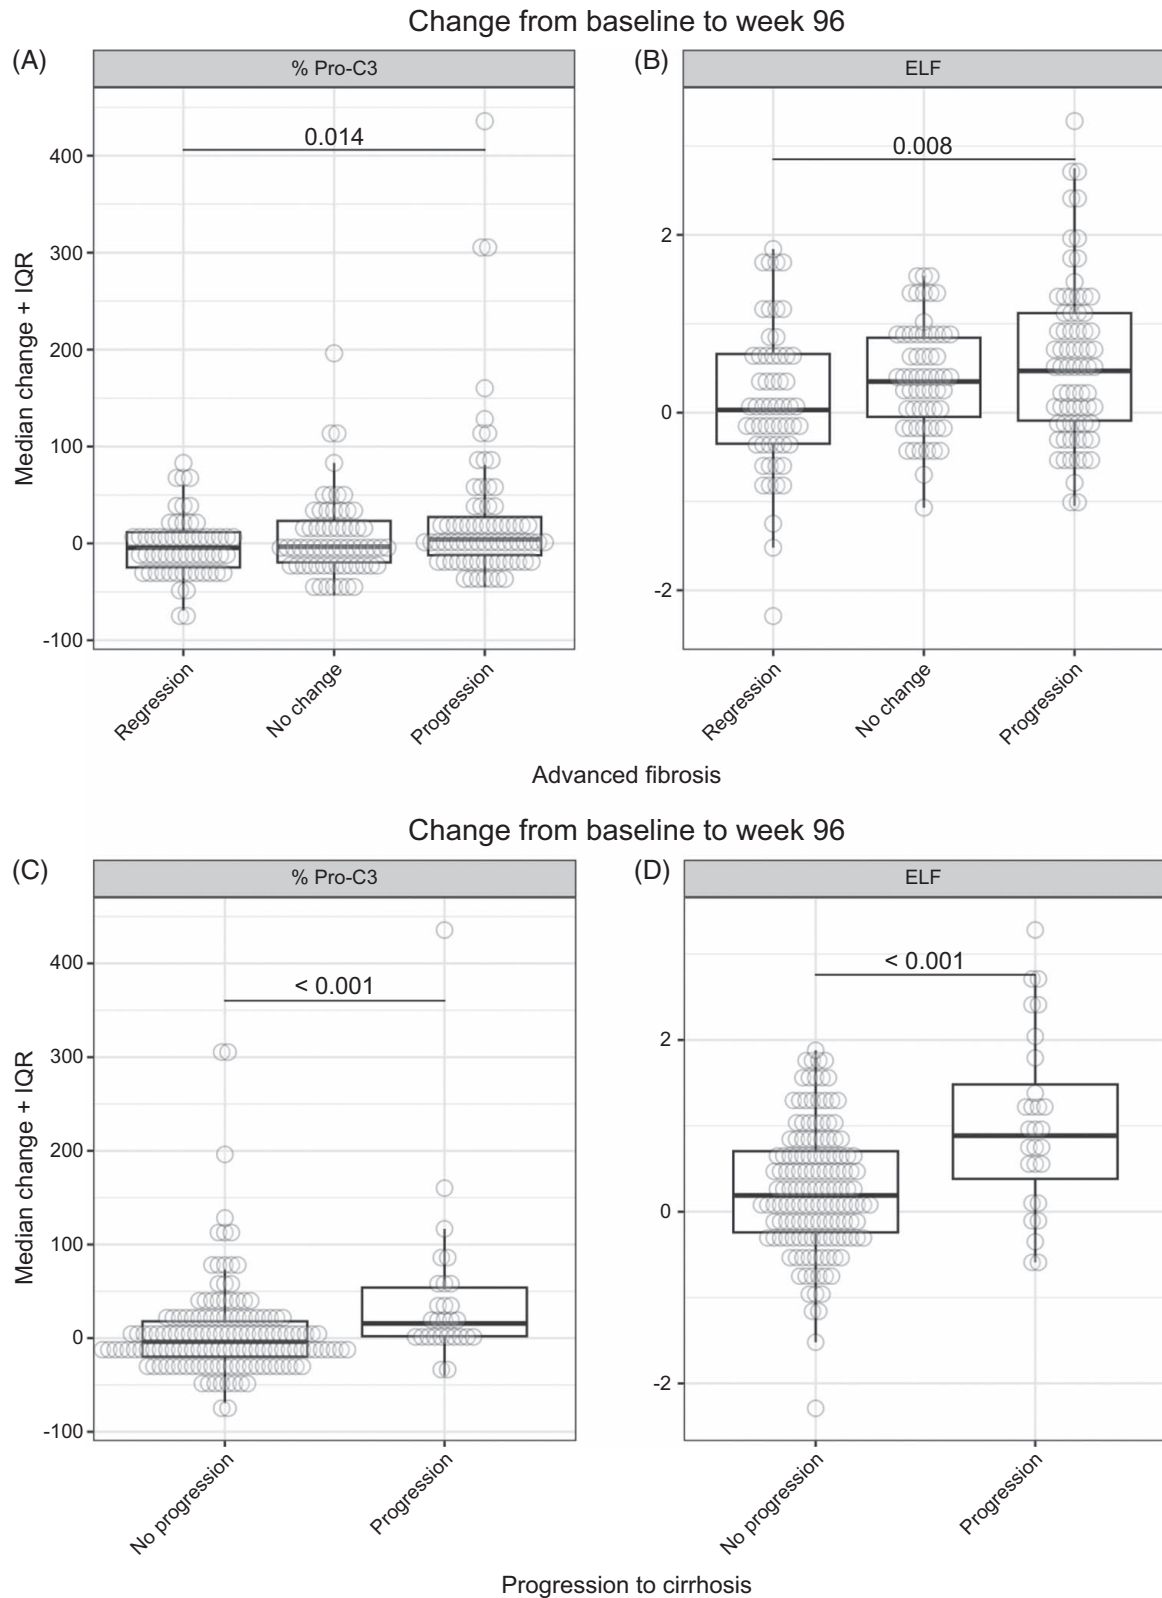 Change from baseline to week 96
(A)
% Pro-C3
(B)
ELF
Median change + IQR
400
300
200
100
0
-100
0.014
2
0
-2
0.008
Regression
No change
Progression
Regression
No change
Progression
Advanced fibrosis
Change from baseline to week 96
(C)
% Pro-C3
(D)
ELF
Median change + IQR
400
300
200
100
0
-100
< 0.001
2
0
-2
< 0.001
No progression
Progression
No progression
Progression
Progression to cirrhosis